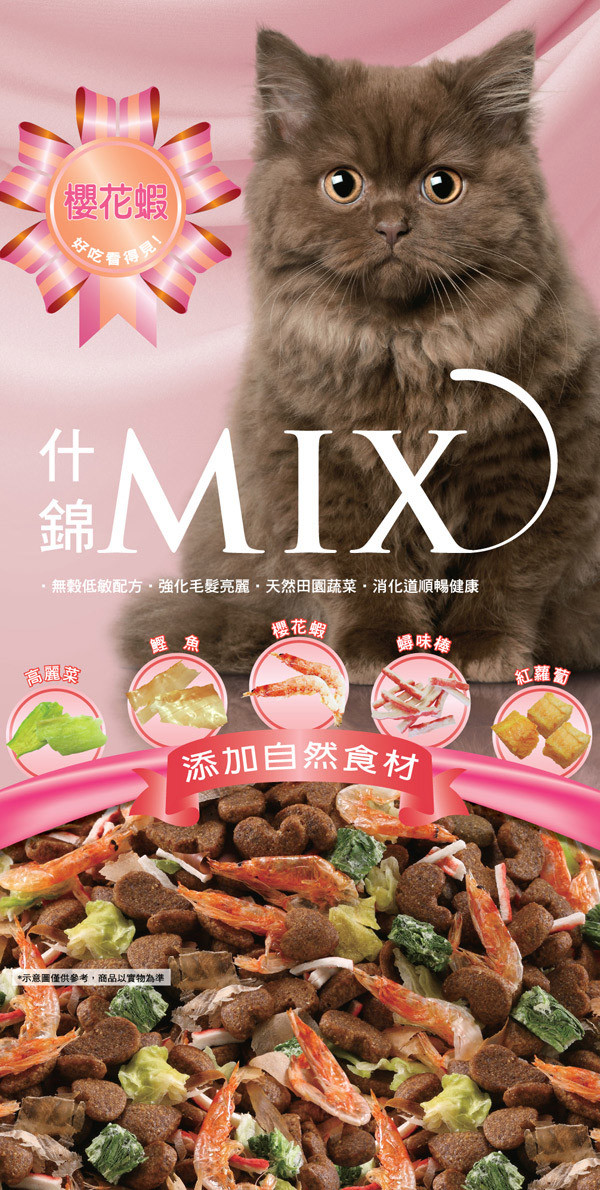 櫻花蝦
好吃看得見!
什錦
MIX
・無穀低敏配方・強化毛髮亮麗・天然田園蔬菜・消化道順暢健康
高麗菜
鰹魚
櫻花蝦
蟳味棒
紅蘿蔔
添加自然食材
*示意圖僅供參考，商品以實物為準